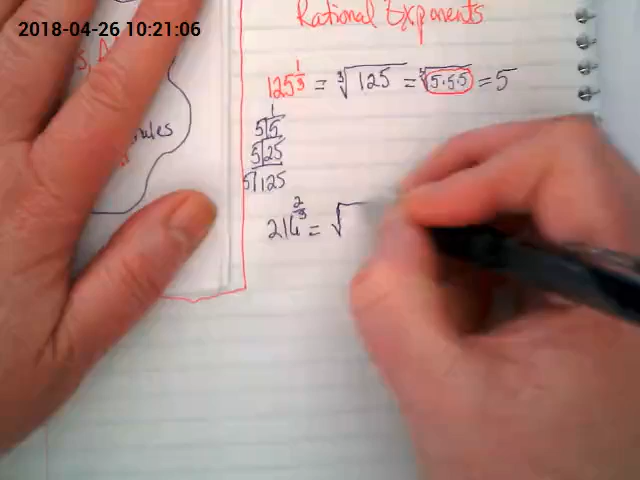 2018-04-26 10:21:06
Rational Exponents
125^{1/3} = ∛125 = ∛5·5·5 = 5
1
5|5
5|25
5|125
216^{2/3} = √
rules